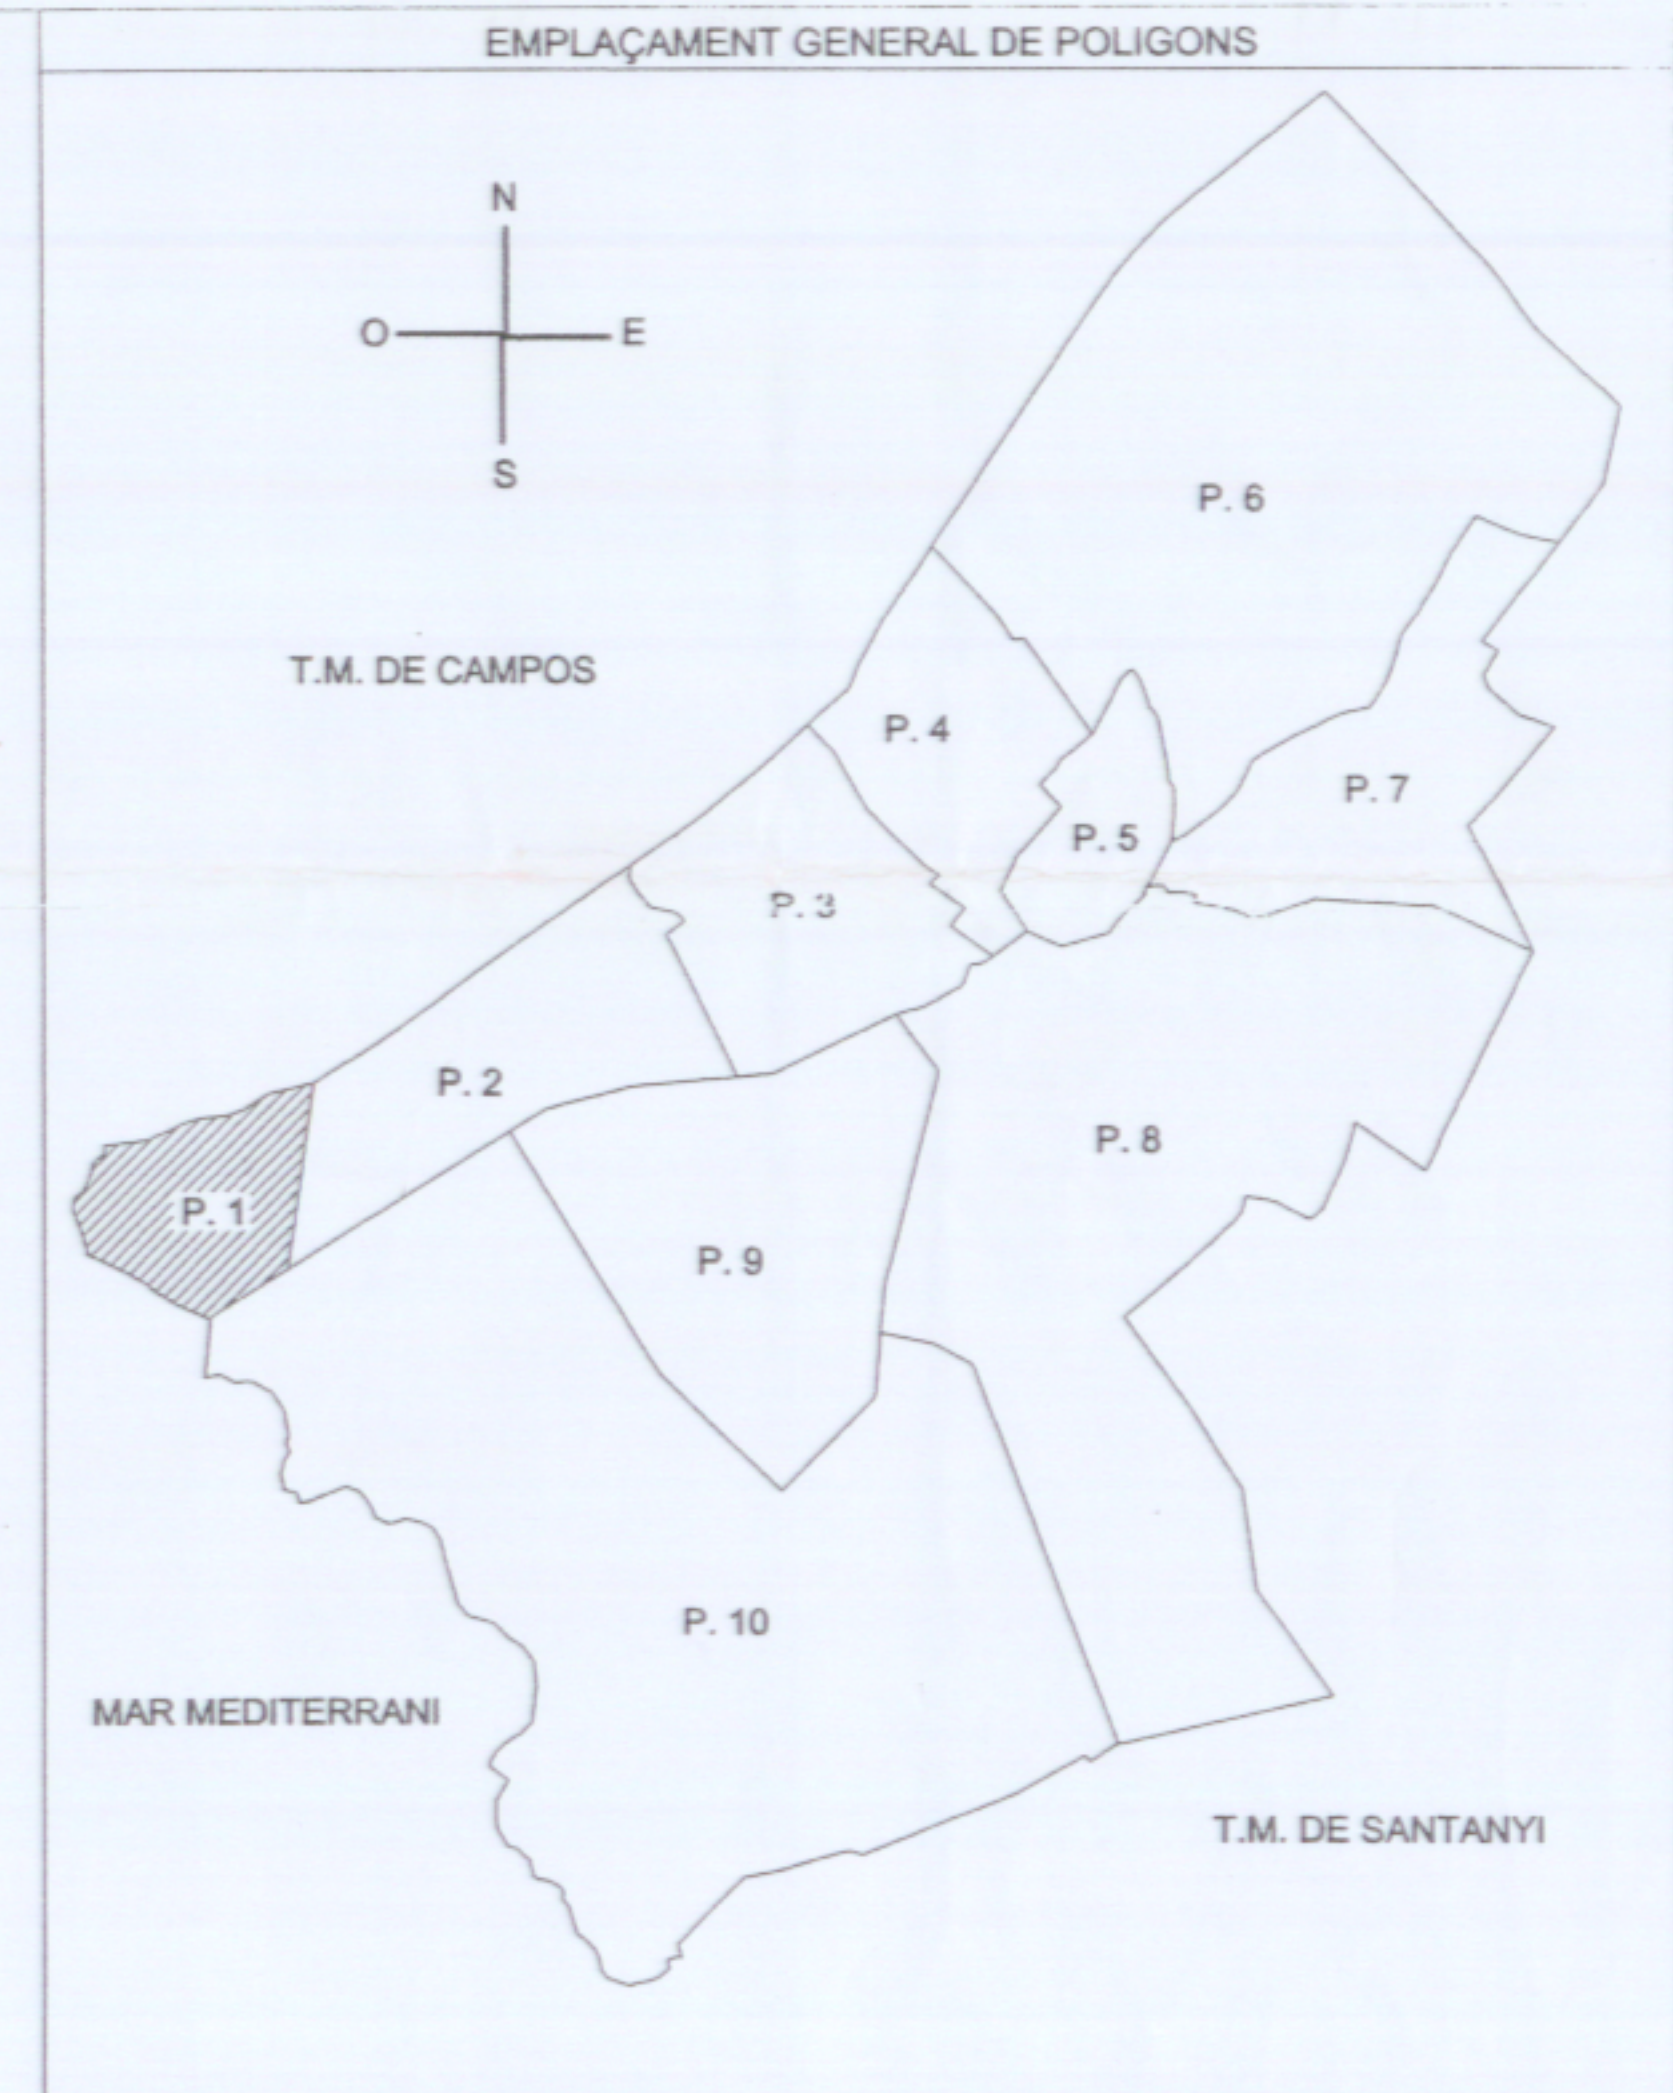 EMPLAÇAMENT GENERAL DE POLIGONS
N
O
E
S
P. 6
T.M. DE CAMPOS
P. 4
P. 7
P. 5
P. 3
P. 2
P. 8
P. 1
P. 9
P. 10
MAR MEDITERRANI
T.M. DE SANTANYI